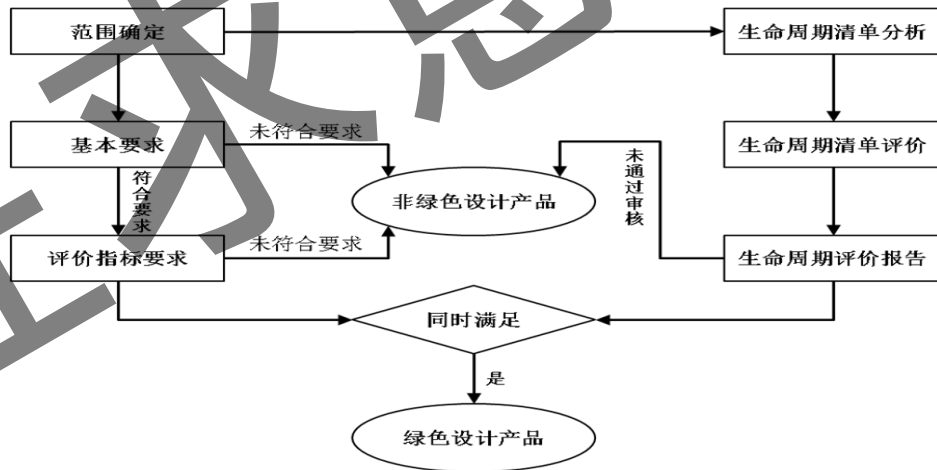 范围确定
生命周期清单分析
基本要求
未符合要求
生命周期清单评价
符合要求
非绿色设计产品
未通过审核
评价指标要求
未符合要求
生命周期评价报告
同时满足
是
绿色设计产品